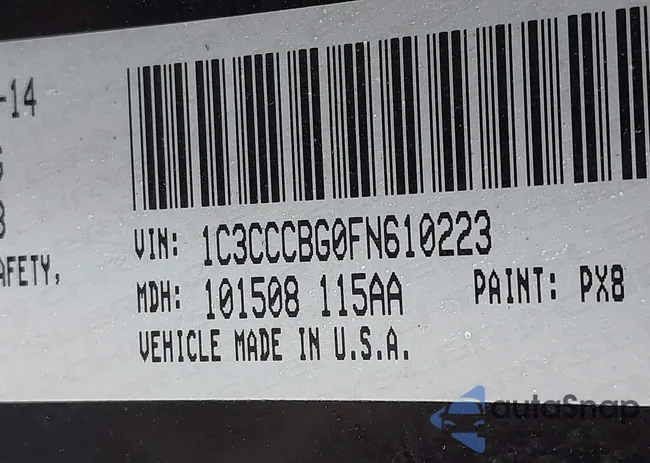 -14
VIN: 1C3CCCBG0FN610223
AFETY,
MDH: 101508 115AA PAINT: PX8
VEHICLE MADE IN U.S.A.
autoSnap